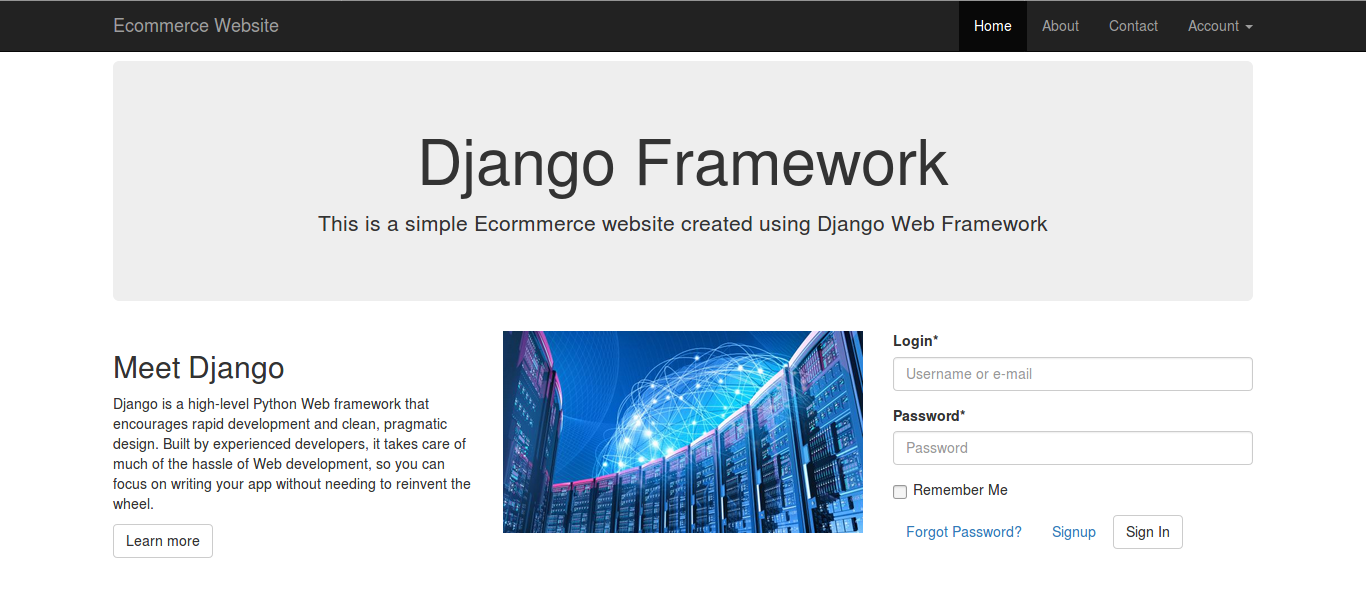 Ecommerce Website
Home About Contact Account
Django Framework
This is a simple Ecormmerce website created using Django Web Framework
Meet Django
Django is a high-level Python Web framework that
encourages rapid development and clean, pragmatic
design. Built by experienced developers, it takes care of
much of the hassle of Web development, so you can
focus on writing your app without needing to reinvent the
wheel.
Learn more
Login*
Username or e-mail
Password*
Password
Remember Me
Forgot Password? Signup Sign In